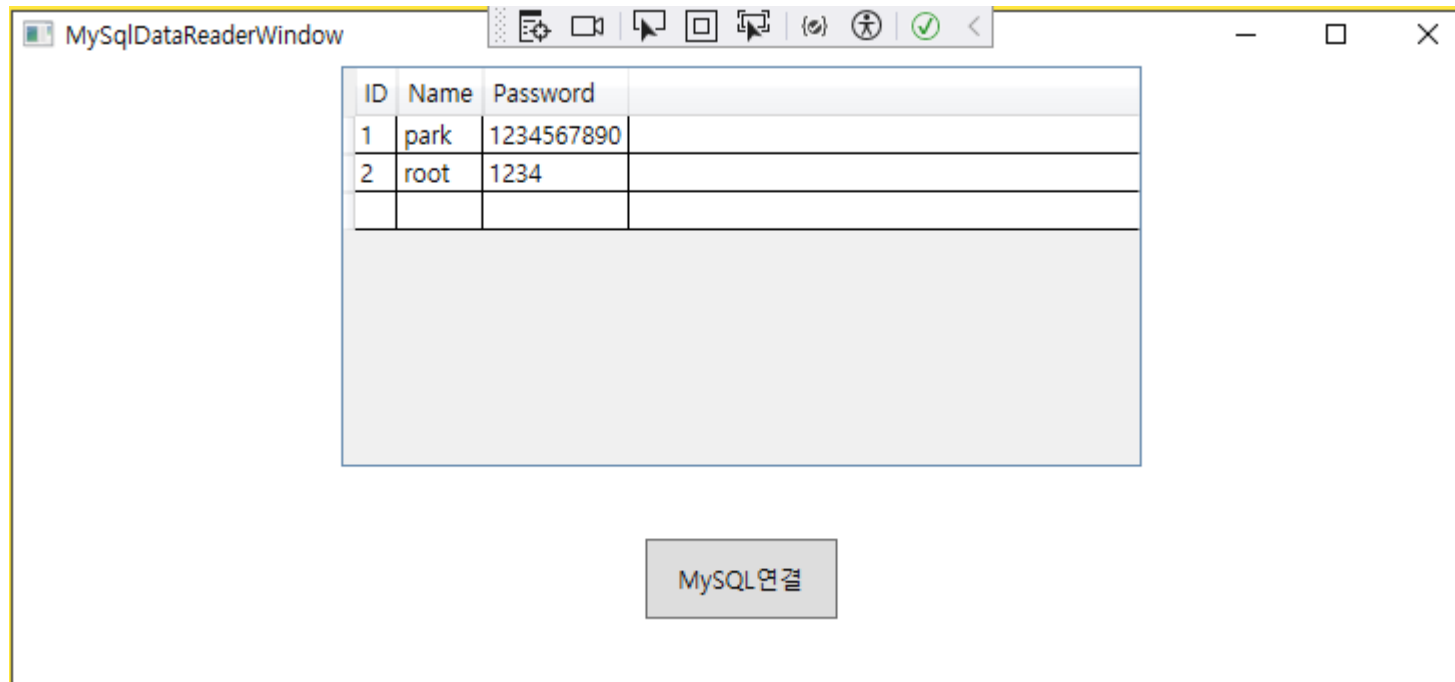 MySqlDataReaderWindow
ID Name Password
1 park 1234567890
2 root 1234
MySQL연결